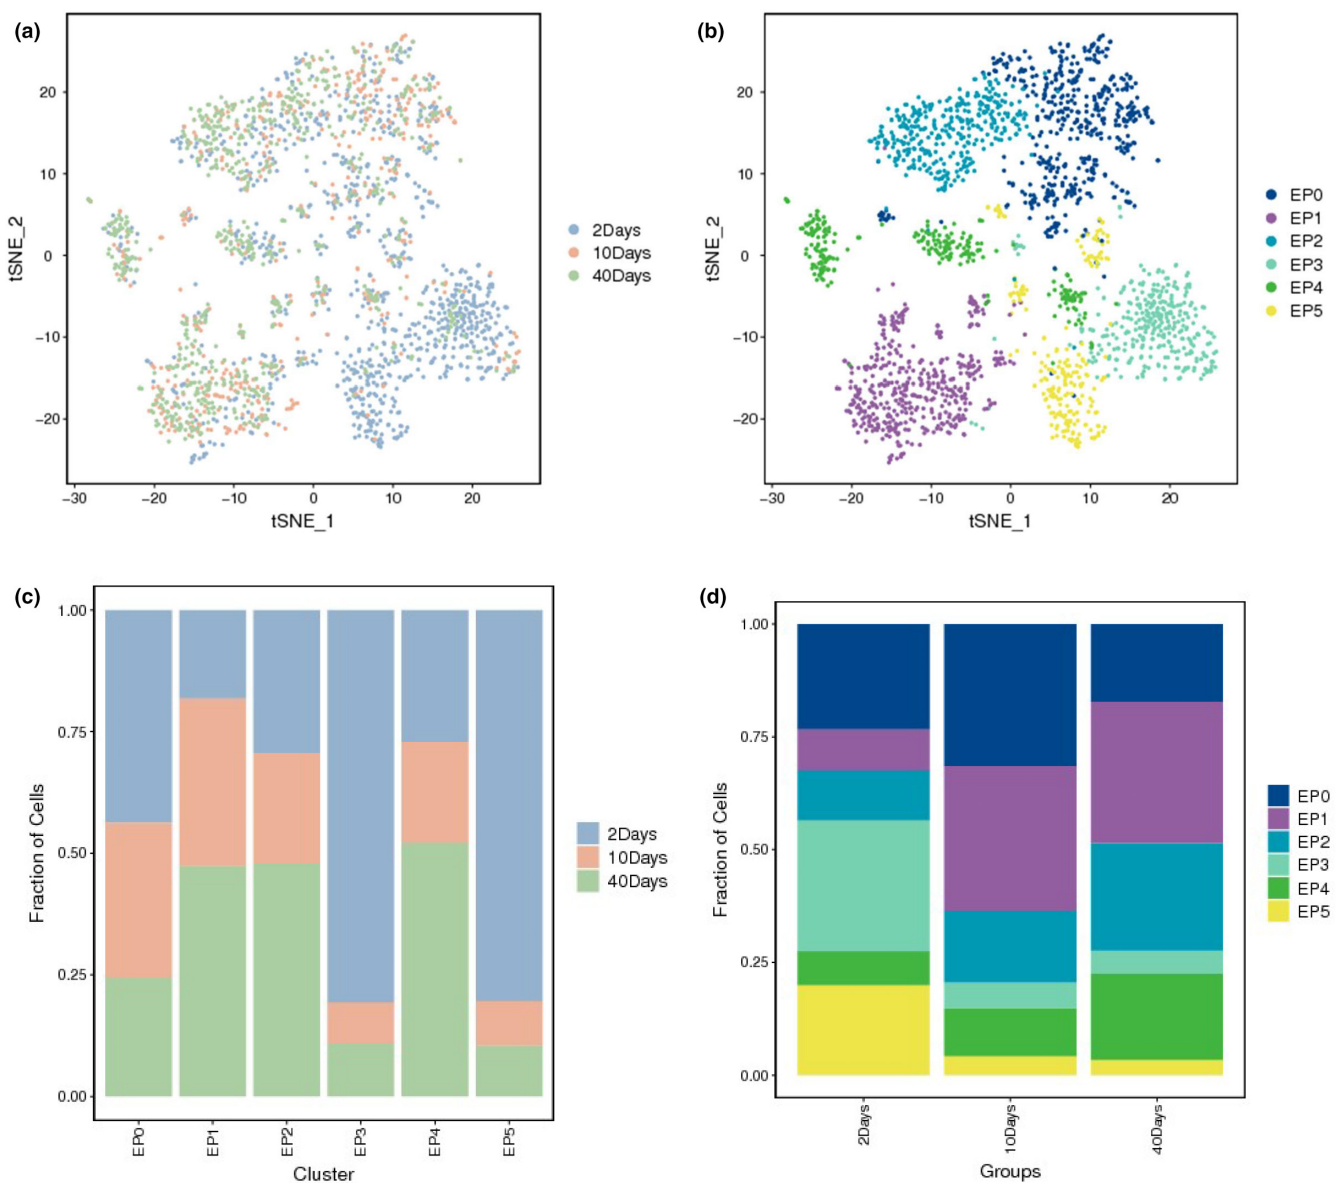 (a)
20
10
0
−10
−20
−30
−20
−10
0
10
20
tSNE_2
tSNE_1
2Days
10Days
40Days
(b)
20
10
0
−10
−20
−30
−20
−10
0
10
20
tSNE_2
tSNE_1
EP0
EP1
EP2
EP3
EP4
EP5
(c)
1.00
0.75
0.50
0.25
0.00
Fraction of Cells
EP0
EP1
EP2
EP3
EP4
EP5
Cluster
2Days
10Days
40Days
(d)
1.00
0.75
0.50
0.25
0.00
Fraction of Cells
2Days
10Days
40Days
Groups
EP0
EP1
EP2
EP3
EP4
EP5